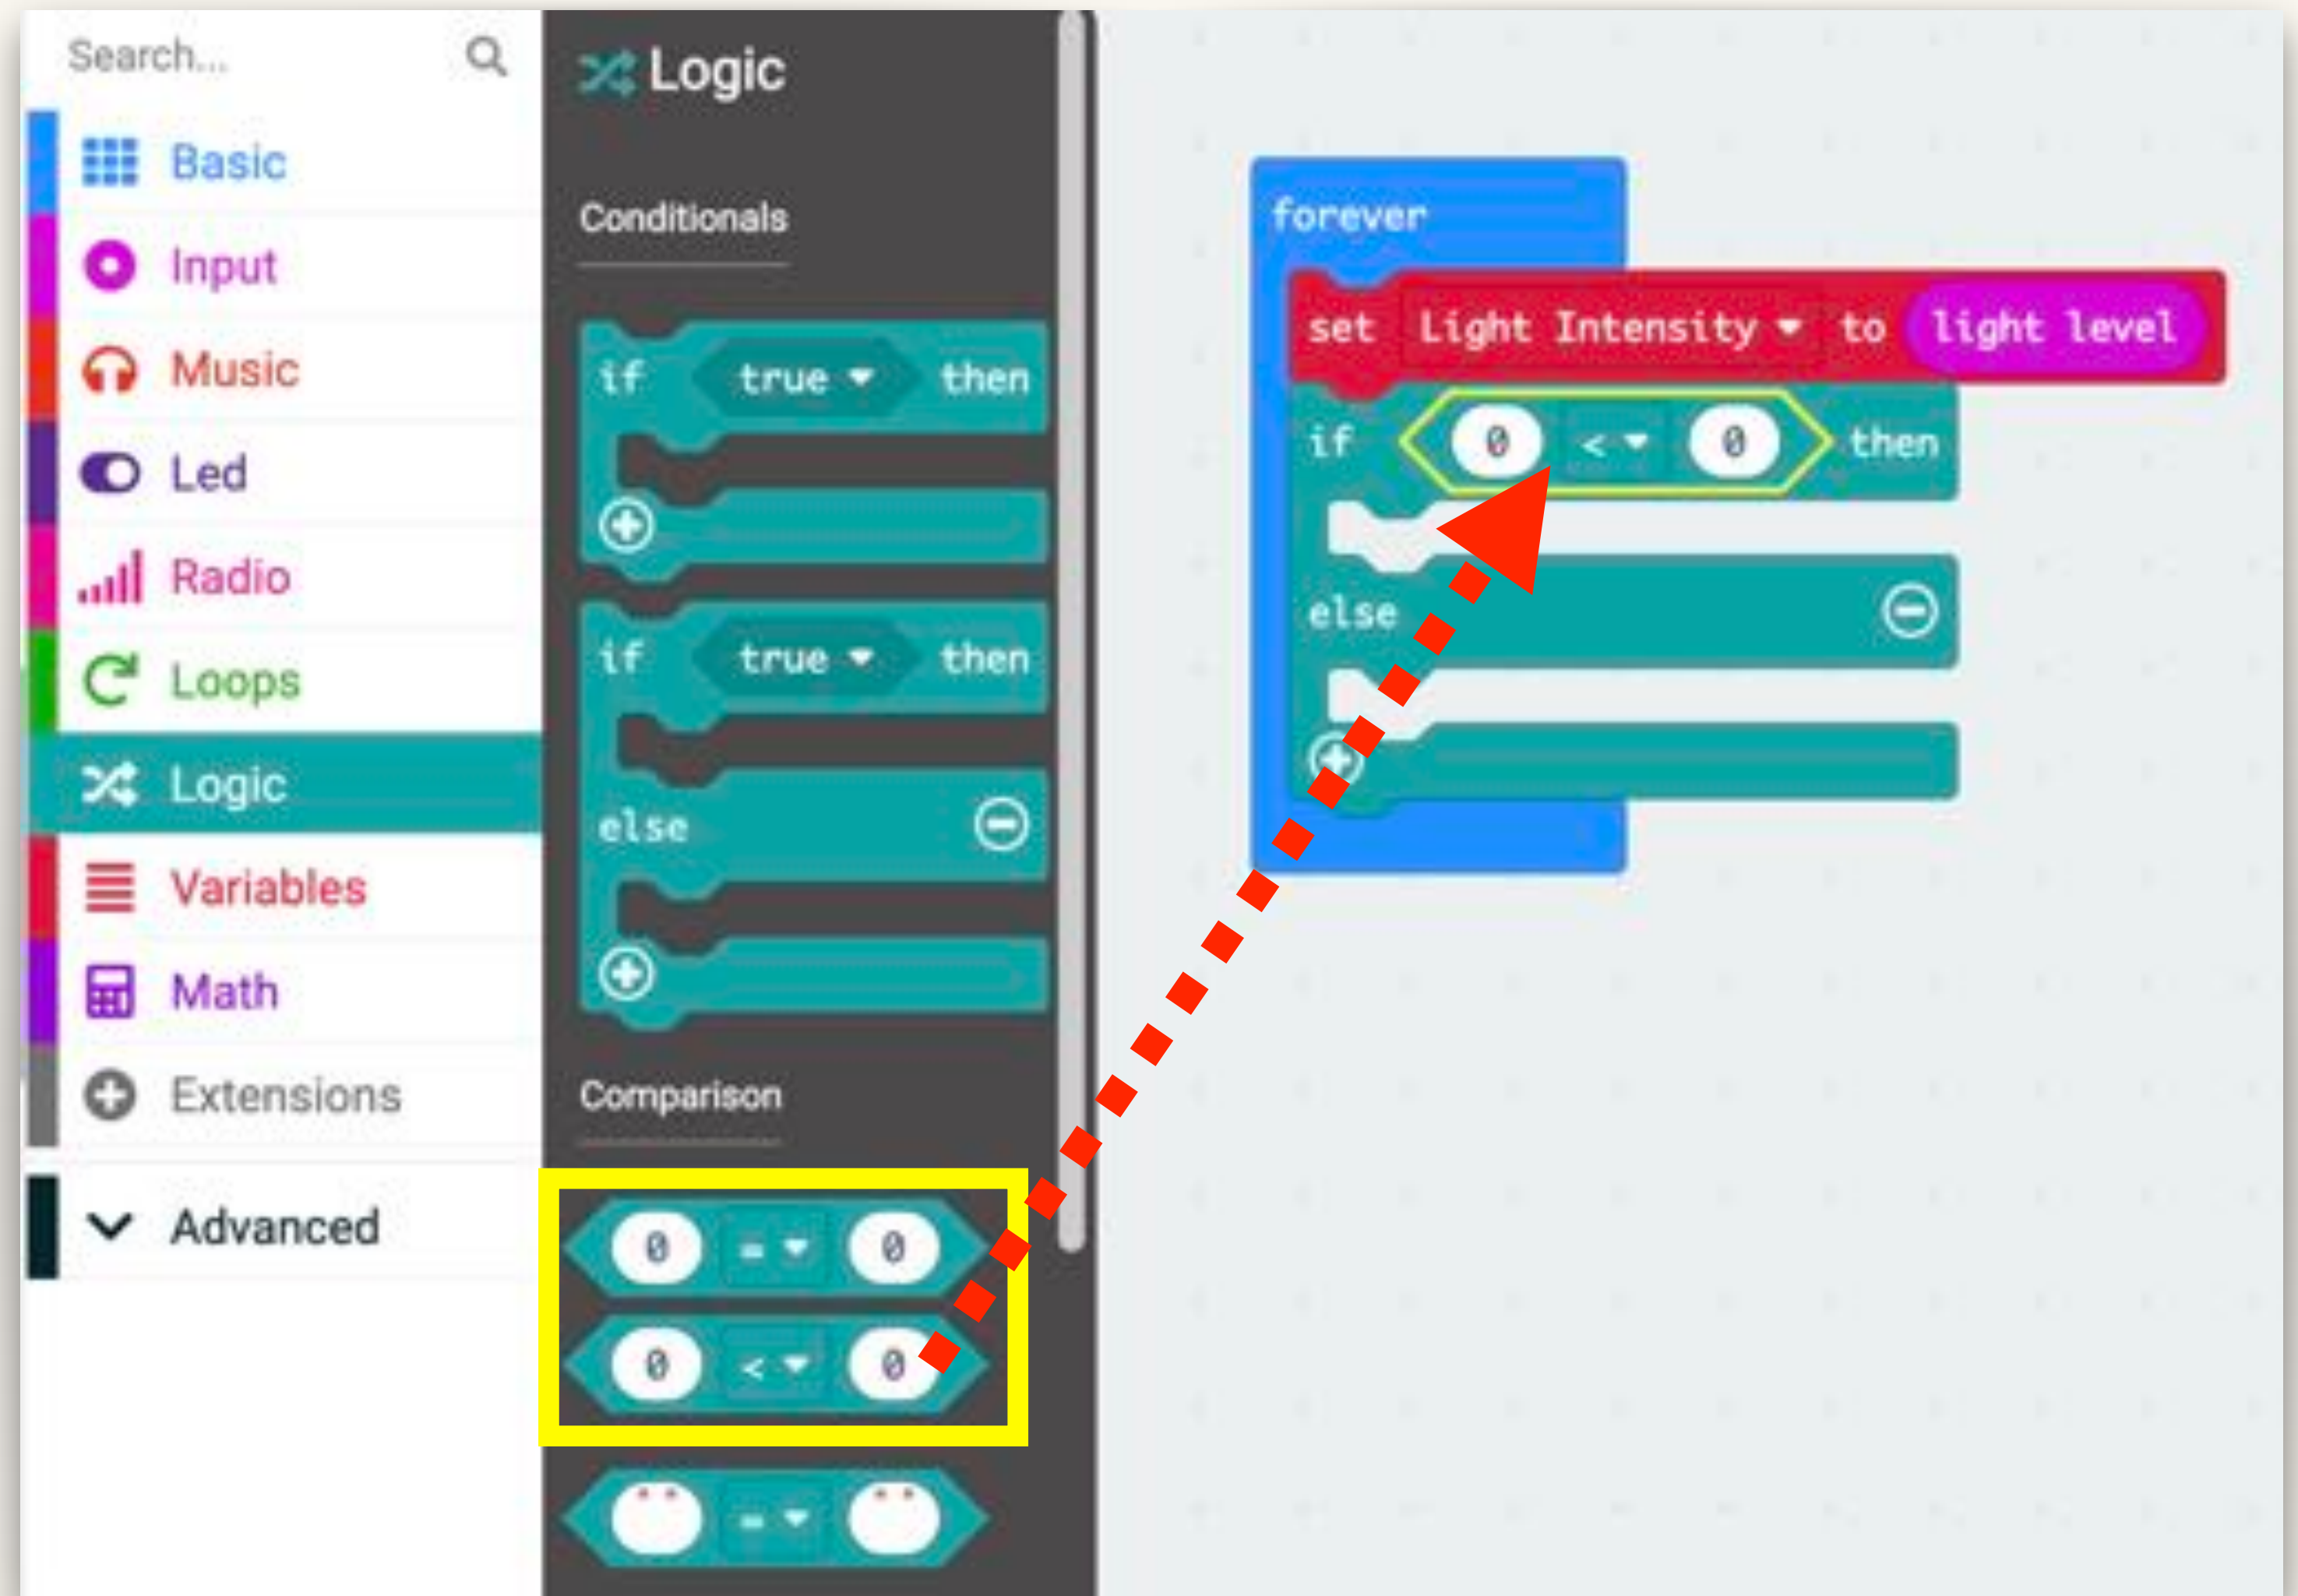 Search...
Basic
Input
Music
Led
Radio
Loops
Logic
Variables
Math
Extensions
Advanced
Logic
Conditionals
if true then
if true then
else
Comparison
0 = 0
0 < 0
" " = " "
forever
set Light Intensity to light level
if 0 < 0 then
else